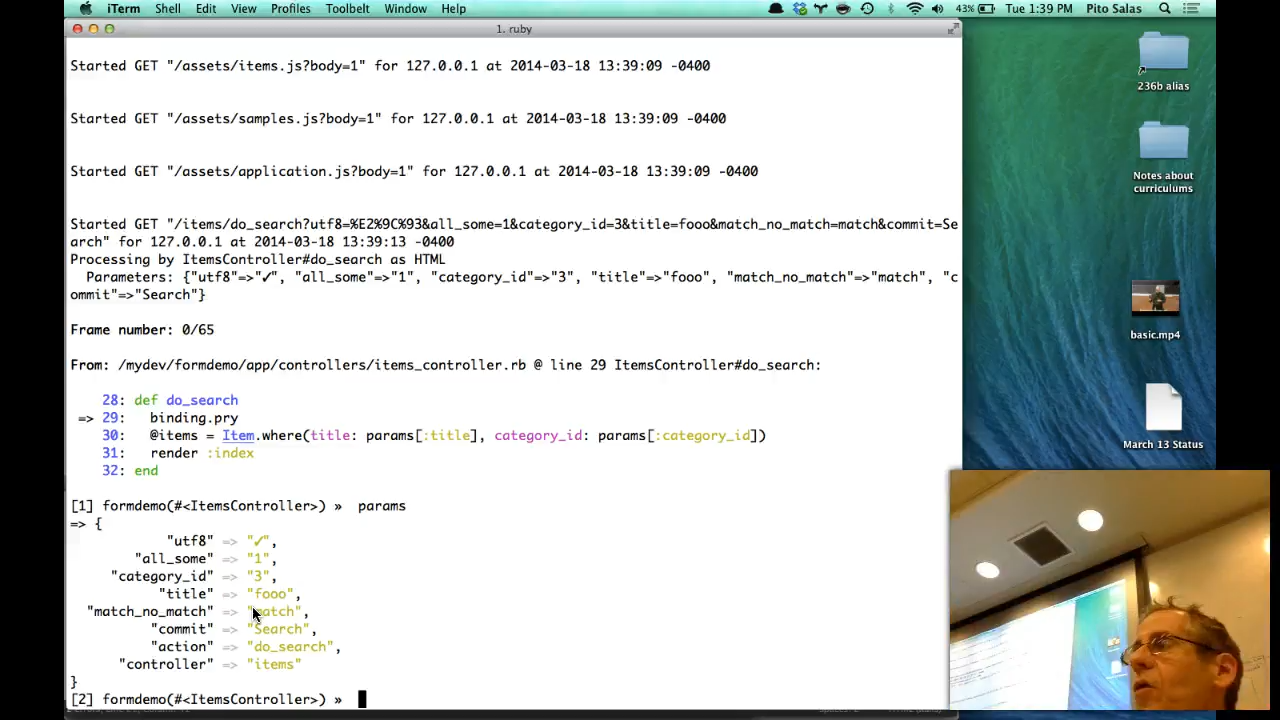 iTerm Shell Edit View Profiles Toolbelt Window Help 43% Tue 1:39 PM Pito Salas
1. ruby
Started GET "/assets/items.js?body=1" for 127.0.0.1 at 2014-03-18 13:39:09 -0400
Started GET "/assets/samples.js?body=1" for 127.0.0.1 at 2014-03-18 13:39:09 -0400
Started GET "/assets/application.js?body=1" for 127.0.0.1 at 2014-03-18 13:39:09 -0400
Started GET "/items/do_search?utf8=%E2%9C%93&all_some=1&category_id=3&title=fooo&match_no_match=match&commit=Se
arch" for 127.0.0.1 at 2014-03-18 13:39:13 -0400
Processing by ItemsController#do_search as HTML
Parameters: {"utf8"=>"✓", "all_some"=>"1", "category_id"=>"3", "title"=>"fooo", "match_no_match"=>"match", "c
ommit"=>"Search"}
Frame number: 0/65
From: /mydev/formdemo/app/controllers/items_controller.rb @ line 29 ItemsController#do_search:
28: def do_search
=> 29: binding.pry
30: @items = Item.where(title: params[:title], category_id: params[:category_id])
31: render :index
32: end
[1] formdemo(#<ItemsController>) » params
=> {
"utf8" => "✓",
"all_some" => "1",
"category_id" => "3",
"title" => "fooo",
"match_no_match" => "match",
"commit" => "Search",
"action" => "do_search",
"controller" => "items"
}
[2] formdemo(#<ItemsController>) »
236b alias
Notes about
curriculums
basic.mp4
March 13 Status